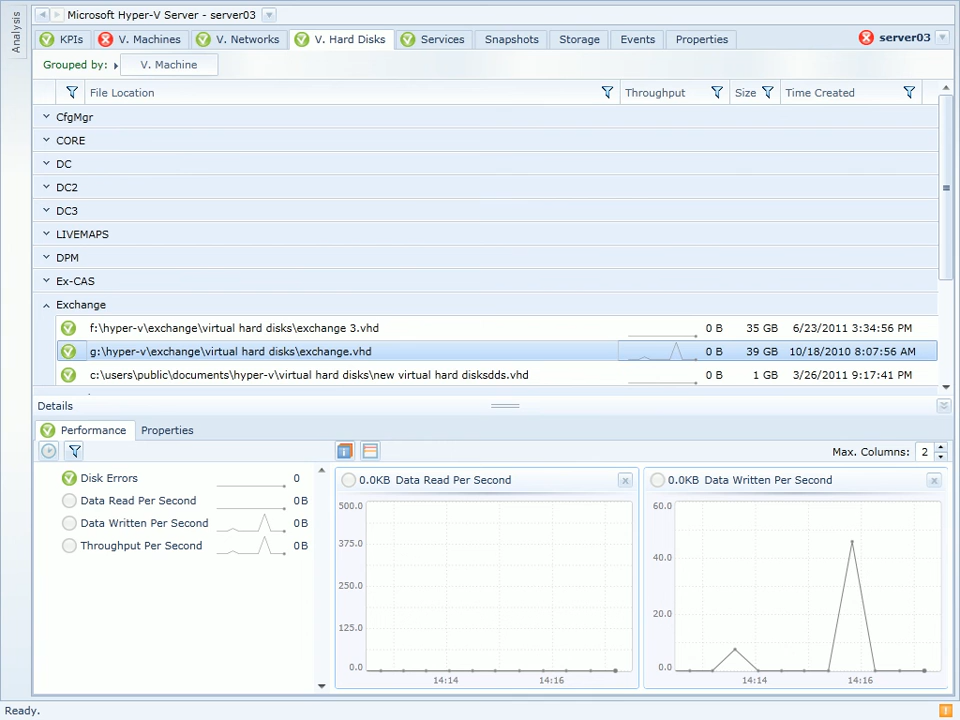 Analysis
Microsoft Hyper-V Server - server03
KPIs V. Machines V. Networks V. Hard Disks Services Snapshots Storage Events Properties server03
Grouped by: V. Machine
File Location Throughput Size Time Created
CfgMgr
CORE
DC
DC2
DC3
LIVEMAPS
DPM
Ex-CAS
Exchange
f:\hyper-v\exchange\virtual hard disks\exchange 3.vhd 0 B 35 GB 6/23/2011 3:34:56 PM
g:\hyper-v\exchange\virtual hard disks\exchange.vhd 0 B 39 GB 10/18/2010 8:07:56 AM
c:\users\public\documents\hyper-v\virtual hard disks\new virtual hard disksdds.vhd 0 B 1 GB 3/26/2011 9:17:41 PM
Details
Performance Properties
Max. Columns: 2
Disk Errors 0
Data Read Per Second 0B
Data Written Per Second 0B
Throughput Per Second 0B
0.0KB Data Read Per Second
500.0
375.0
250.0
125.0
0.0
14:14 14:16
0.0KB Data Written Per Second
60.0
40.0
20.0
0.0
14:14 14:16
Ready.